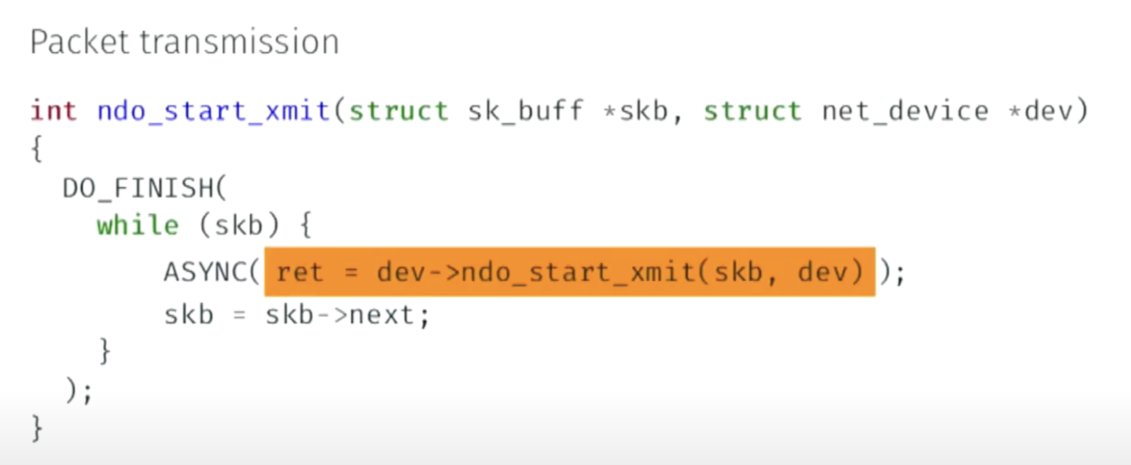 Packet transmission
int ndo_start_xmit(struct sk_buff *skb, struct net_device *dev)
{
DO_FINISH(
while (skb) {
ASYNC( ret = dev->ndo_start_xmit(skb, dev) );
skb = skb->next;
}
);
}